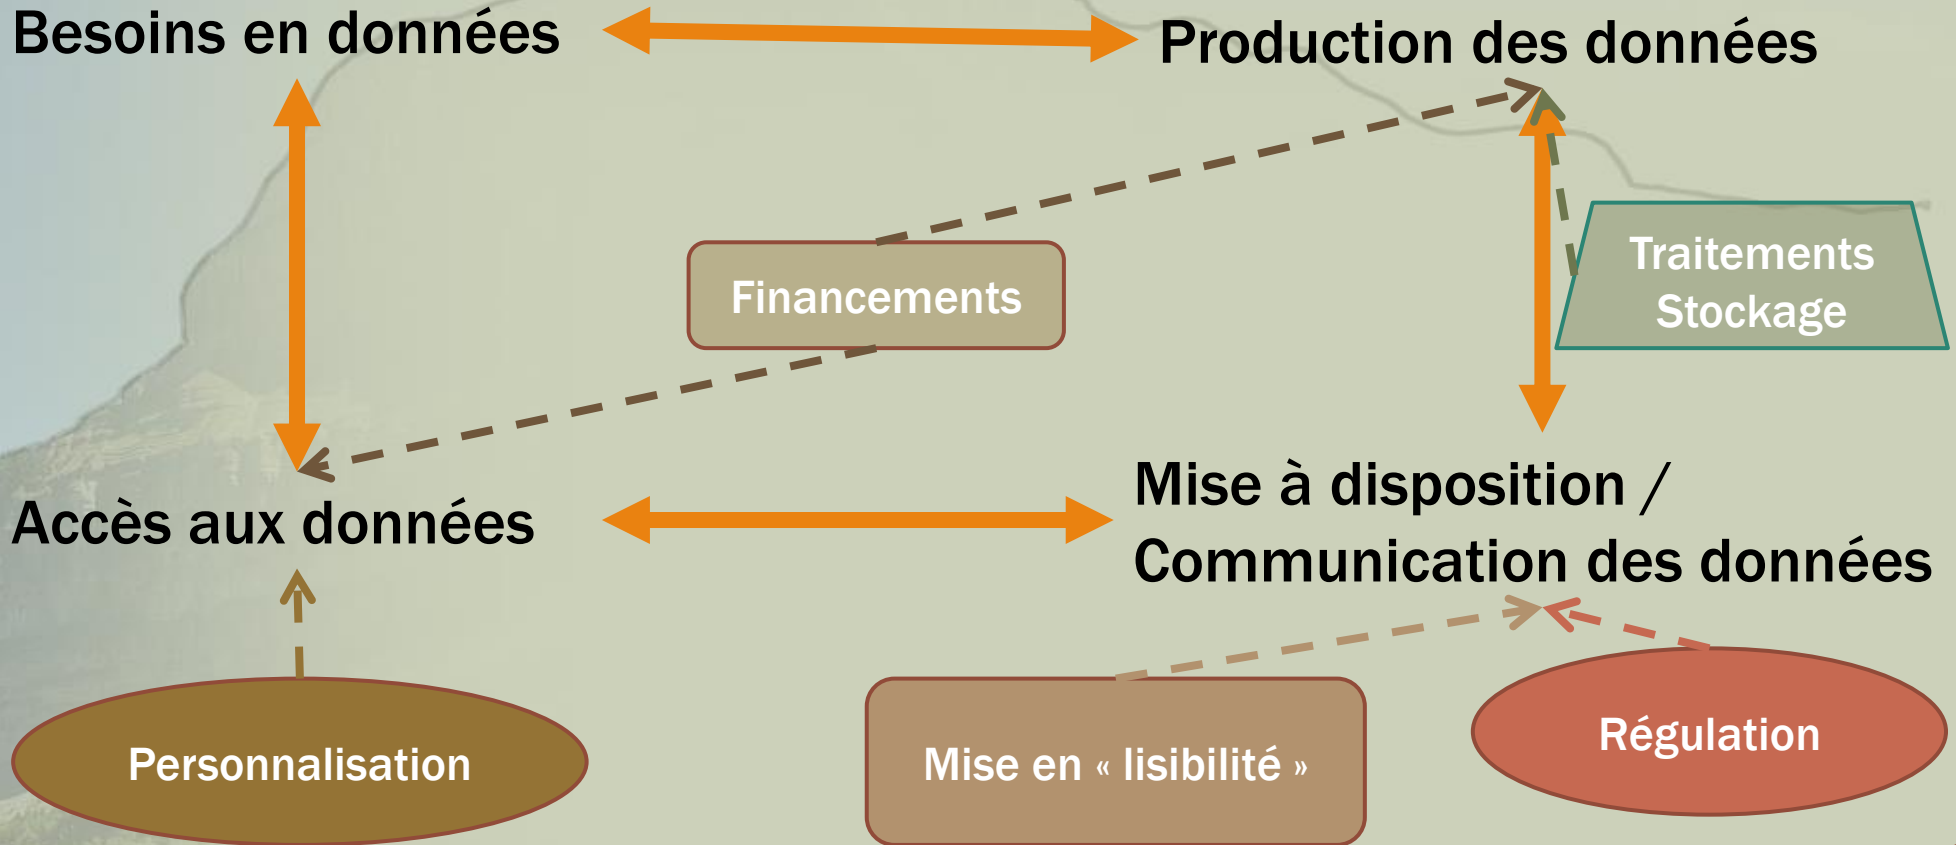 Besoins en données
Production des données
Financements
Traitements
Stockage
Accès aux données
Mise à disposition /
Communication des données
Personnalisation
Mise en « lisibilité »
Régulation